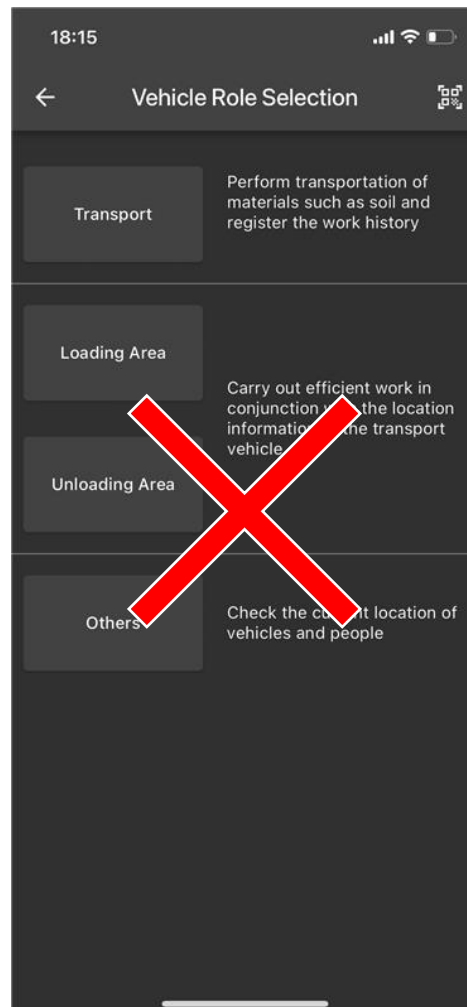 18:15
Vehicle Role Selection
Transport
Perform transportation of
materials such as soil and
register the work history
Loading Area
Unloading Area
Carry out efficient work in
conjunction the location
information the transport
vehicle
Others
Check the location of
vehicles and people